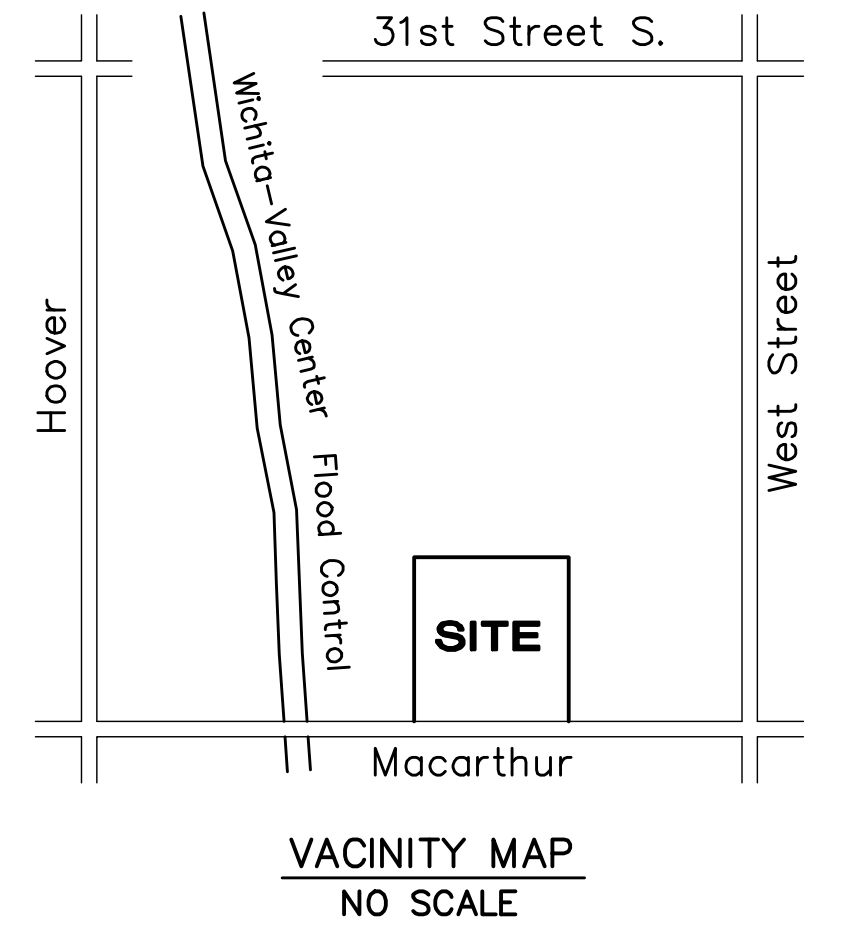 31st Street S.
Wichita-Valley Center Flood Control
Hoover
West Street
SITE
Macarthur
VACINITY MAP
NO SCALE